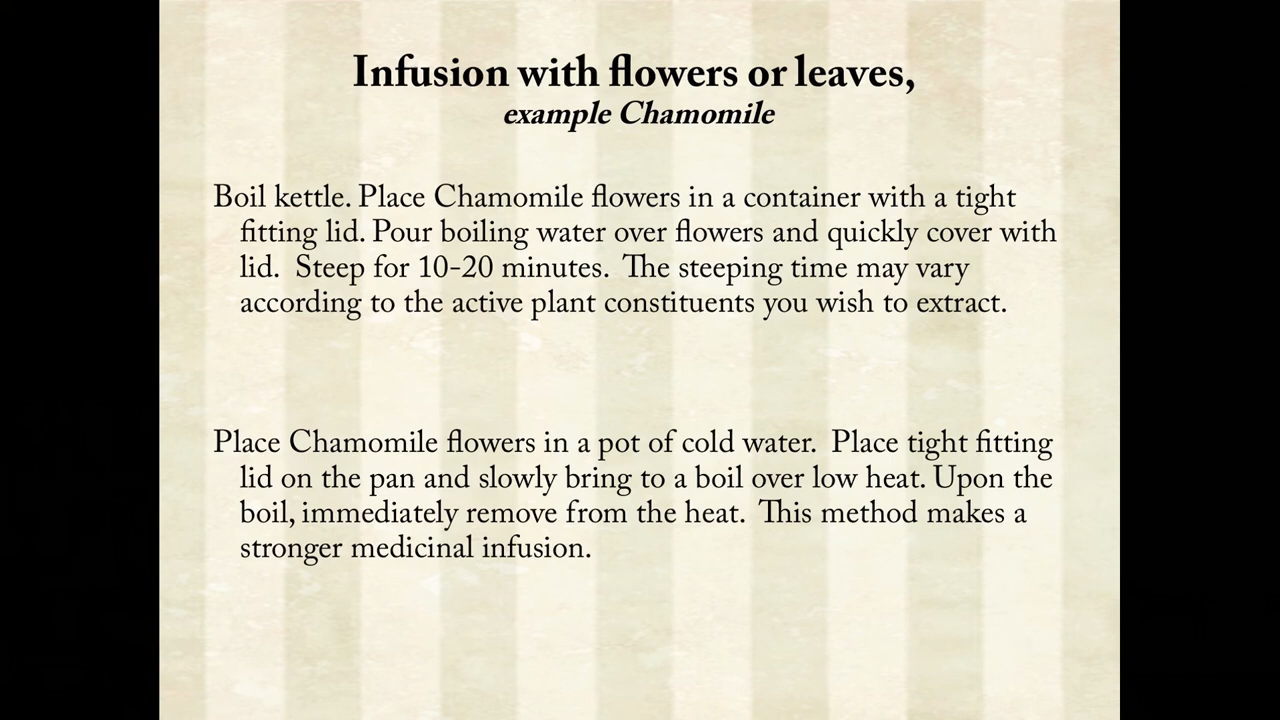 Infusion with flowers or leaves,
example Chamomile
Boil kettle. Place Chamomile flowers in a container with a tight
fitting lid. Pour boiling water over flowers and quickly cover with
lid.  Steep for 10-20 minutes.  The steeping time may vary
according to the active plant constituents you wish to extract.
Place Chamomile flowers in a pot of cold water.  Place tight fitting
lid on the pan and slowly bring to a boil over low heat. Upon the
boil, immediately remove from the heat.  This method makes a
stronger medicinal infusion.